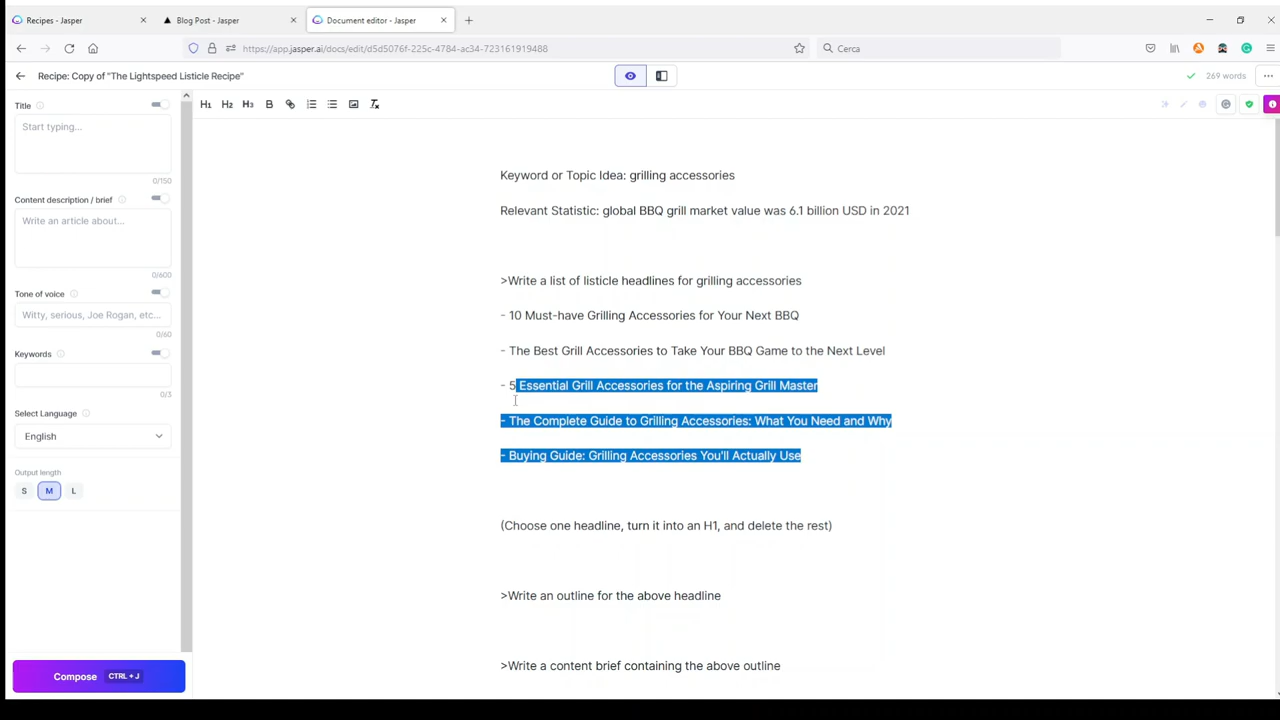 Recipes - Jasper
Blog Post - Jasper
Document editor - Jasper
https://app.jasper.ai/docs/edit/d5d5076f-225c-4784-ac34-723161919488
Cerca
Recipe: Copy of "The Lightspeed Listicle Recipe"
269 words
Title
Start typing...
0/150
Content description / brief
Write an article about...
0/600
Tone of voice
Witty, serious, Joe Rogan, etc...
0/60
Keywords
0/3
Select Language
English
Output length
S M L
Compose CTRL + J
H1 H2 H3 B
Keyword or Topic Idea: grilling accessories
Relevant Statistic: global BBQ grill market value was 6.1 billion USD in 2021
>Write a list of listicle headlines for grilling accessories
- 10 Must-have Grilling Accessories for Your Next BBQ
- The Best Grill Accessories to Take Your BBQ Game to the Next Level
- 5 Essential Grill Accessories for the Aspiring Grill Master
- The Complete Guide to Grilling Accessories: What You Need and Why
- Buying Guide: Grilling Accessories You'll Actually Use
(Choose one headline, turn it into an H1, and delete the rest)
>Write an outline for the above headline
>Write a content brief containing the above outline